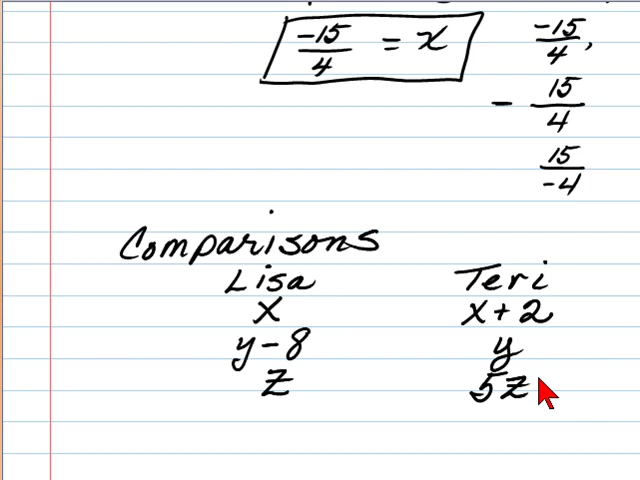 -15/4 = x
-15/4,
- 15/4
15/-4
Comparisons
Lisa Teri
x x+2
y-8 y
z 5z